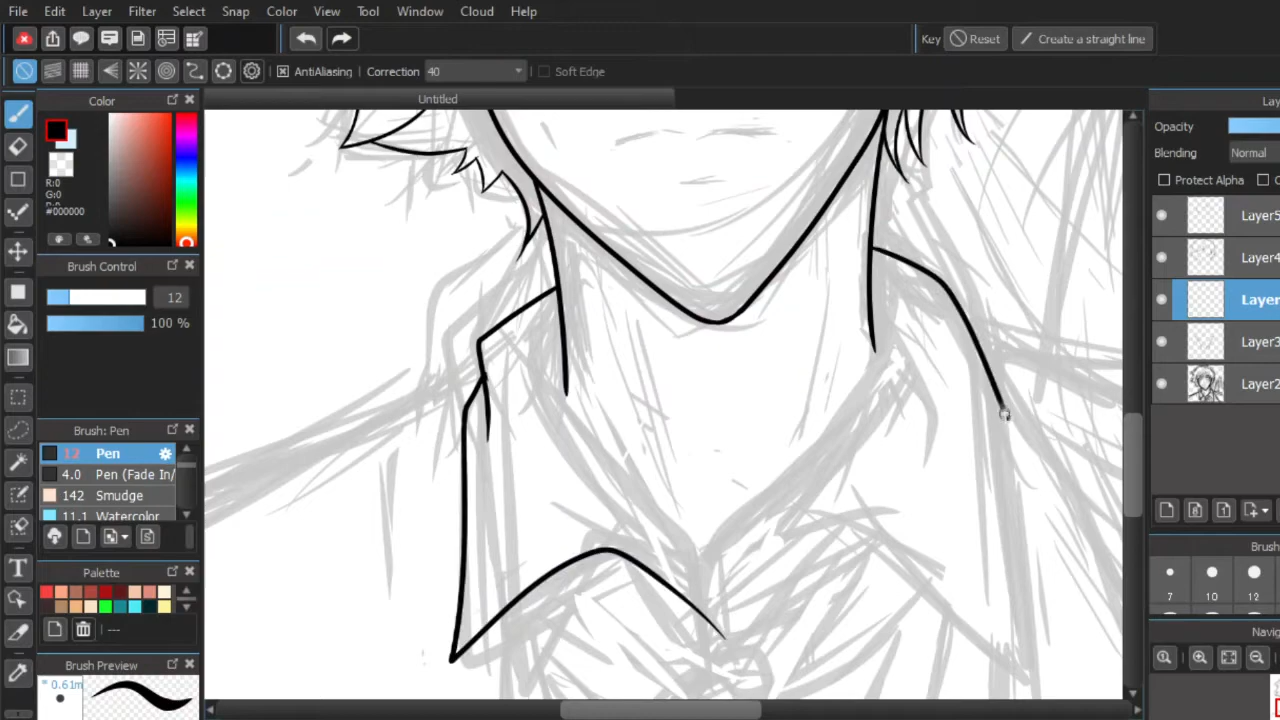 File Edit Layer Filter Select Snap Color View Tool Window Cloud Help
Key Reset Create a straight line
AntiAliasing Correction 40 Soft Edge
Color
Untitled
R:0
G:0
#000000
Brush Control
12
100 %
Brush: Pen
12 Pen
4.0 Pen (Fade In/
142 Smudge
11.1 Watercolor
Palette
---
Brush Preview
0.61m
Opacity
Blending Normal
Protect Alpha
Layer4
Layer
Layer3
Layer2
Brush
7 10 12